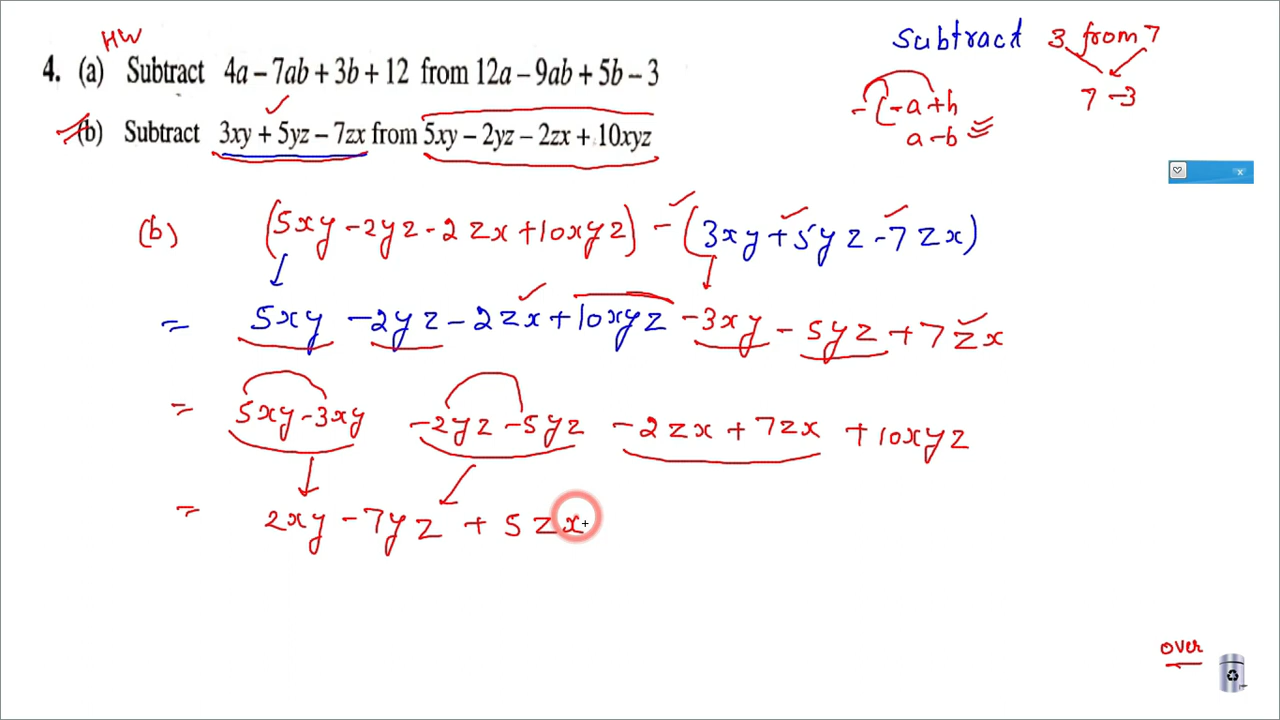 HW
4. (a) Subtract 4a – 7ab + 3b + 12 from 12a – 9ab + 5b – 3
(b) Subtract 3xy + 5yz – 7zx from 5xy – 2yz – 2zx + 10xyz
Subtract 3 from 7
7 - 3
- (-a + b
a - b
(b) (5xy - 2yz - 2zx + 10xyz) - (3xy + 5yz - 7zx)
= 5xy - 2yz - 2zx + 10xyz - 3xy - 5yz + 7zx
= 5xy - 3xy - 2yz - 5yz - 2zx + 7zx + 10xyz
= 2xy - 7yz + 5zx
over